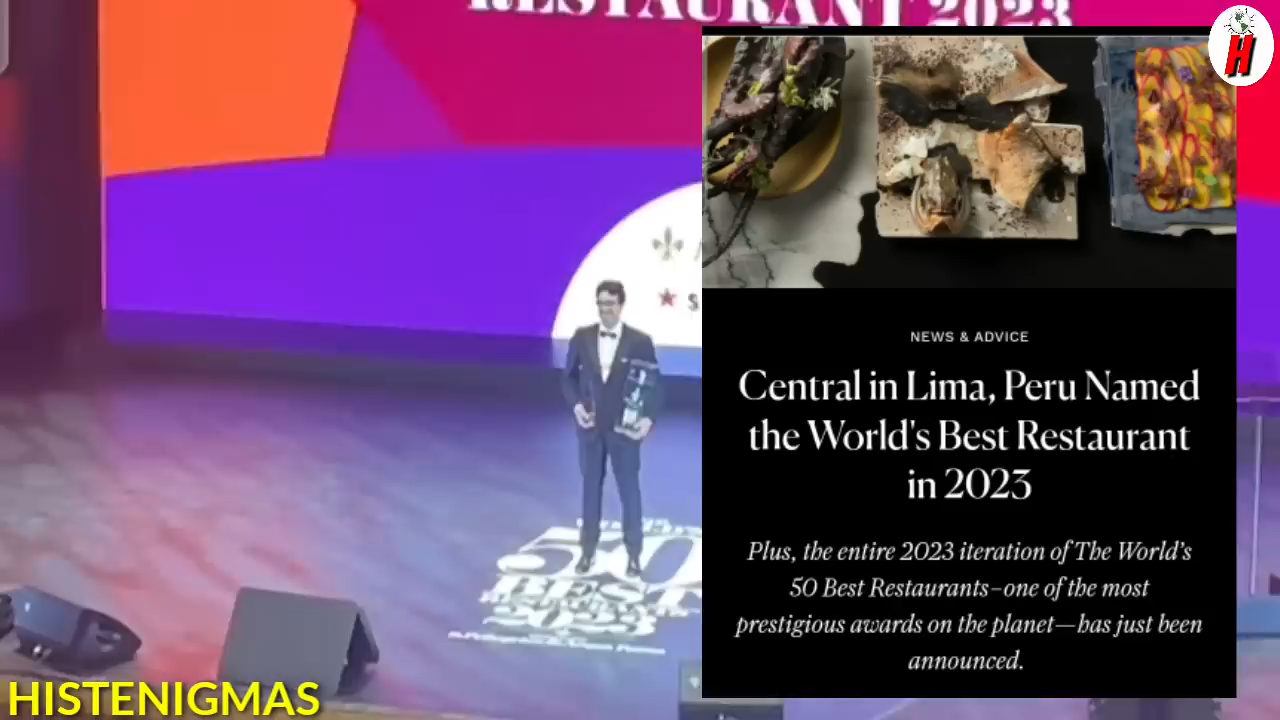 RESTAURANT 2023
H
NEWS & ADVICE
Central in Lima, Peru Named
the World's Best Restaurant
in 2023
Plus, the entire 2023 iteration of The World's
50 Best Restaurants–one of the most
prestigious awards on the planet—has just been
announced.
S
50
BEST
2023
HISTENIGMAS